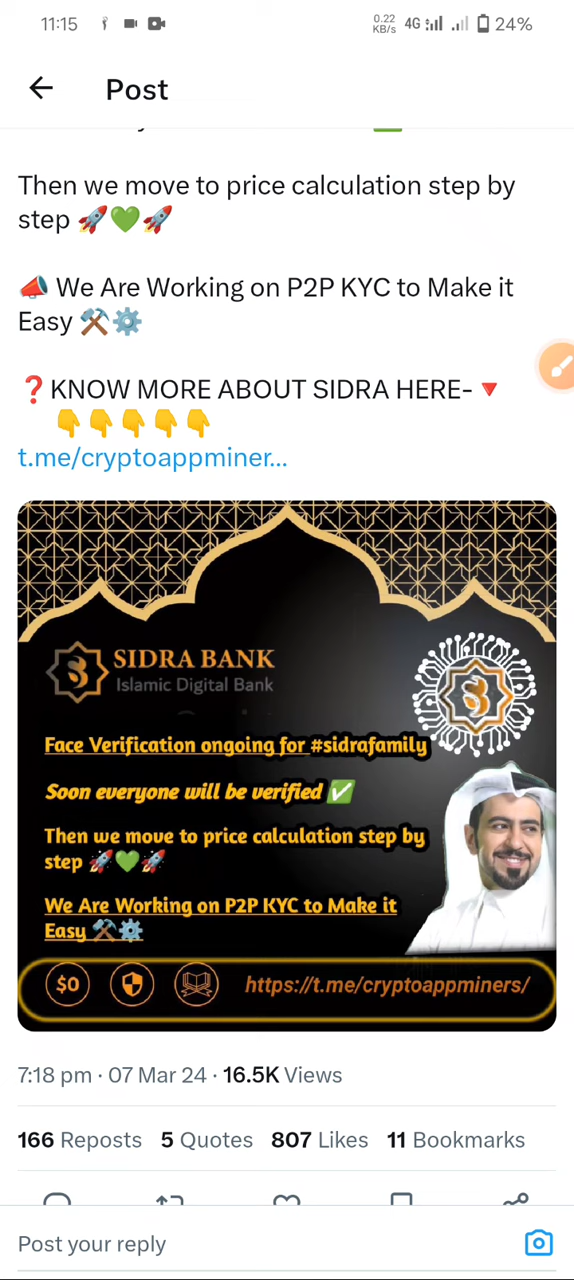 11:15 0.22 KB/s 4G 24%
Post
Then we move to price calculation step by
step 🚀💚🚀
📣 We Are Working on P2P KYC to Make it
Easy ⚒️⚙️
❓KNOW MORE ABOUT SIDRA HERE-🔻
👇👇👇👇👇
t.me/cryptoappminer...
SIDRA BANK
Islamic Digital Bank
Face Verification ongoing for #sidrafamily
Soon everyone will be verified ✅
Then we move to price calculation step by
step 🚀💚🚀
We Are Working on P2P KYC to Make it
Easy ⚒️⚙️
$0 https://t.me/cryptoappminers/
7:18 pm · 07 Mar 24 · 16.5K Views
166 Reposts 5 Quotes 807 Likes 11 Bookmarks
Post your reply